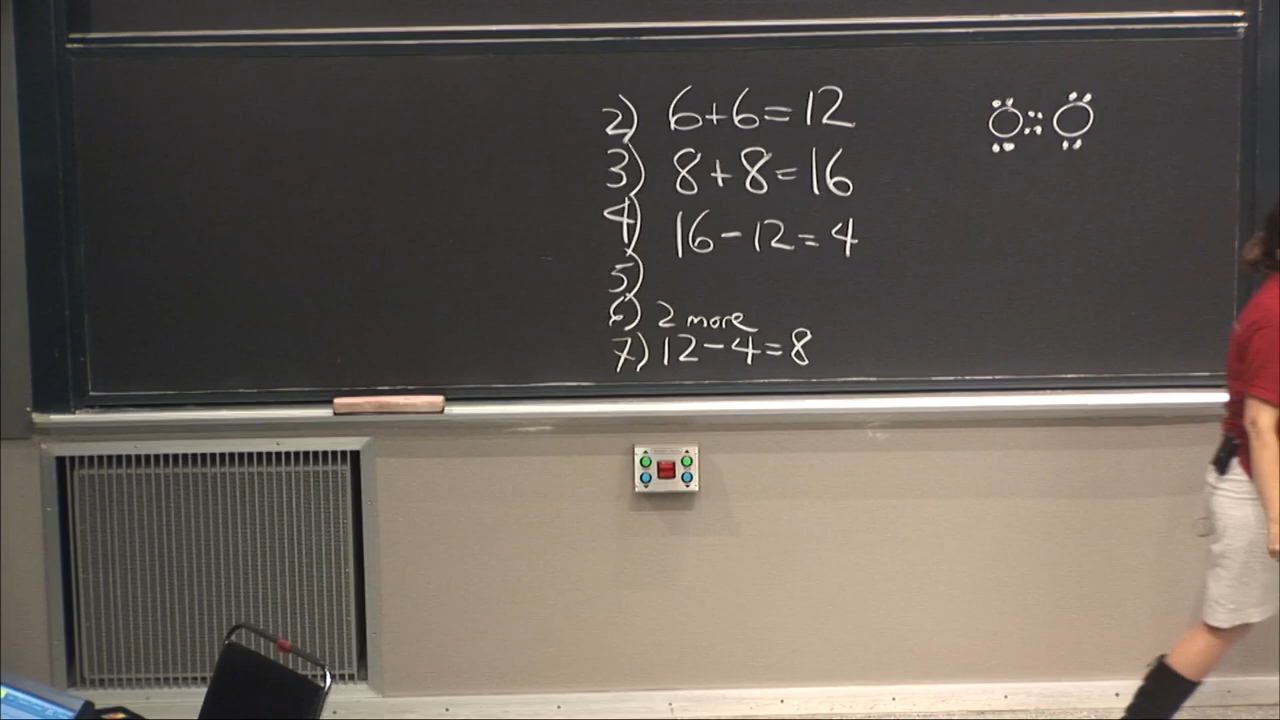 2) 6+6=12
3) 8+8=16
4) 16-12=4
5)
6) 2 more
7) 12-4=8
O::O